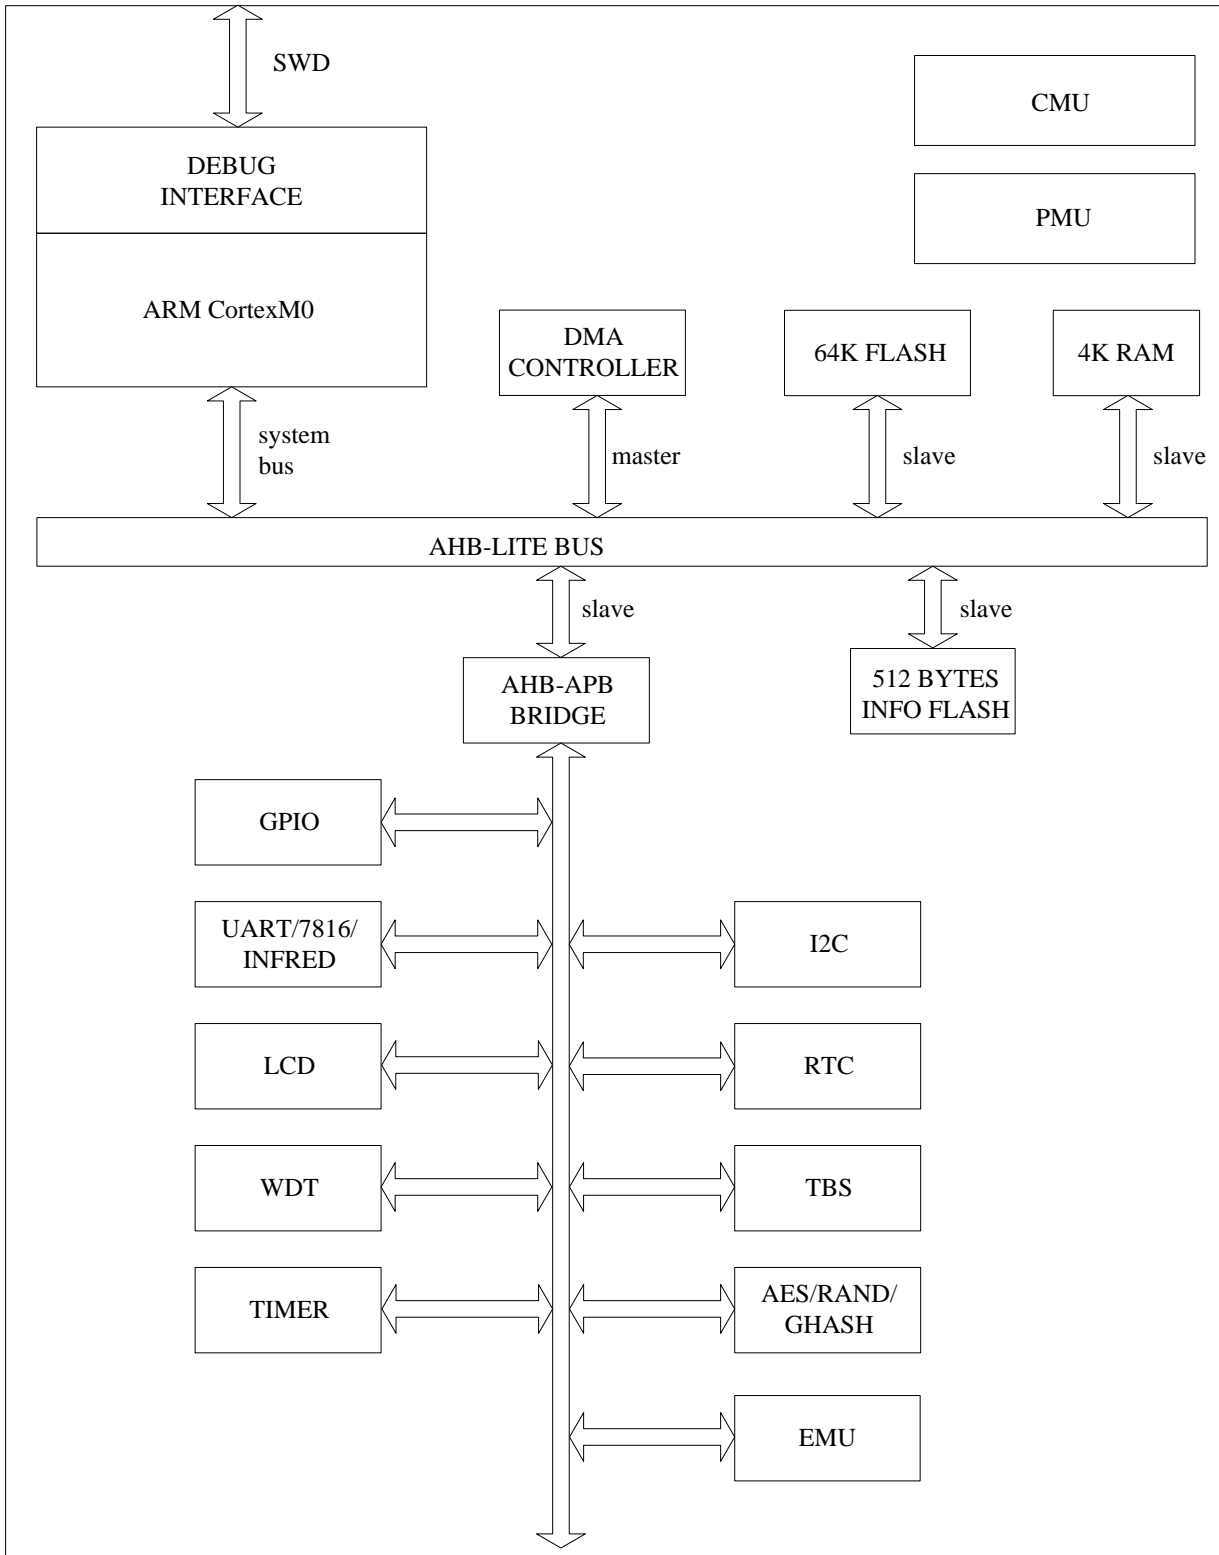 SWD
CMU
DEBUG
INTERFACE
PMU
ARM CortexM0
DMA
CONTROLLER
64K FLASH
4K RAM
system
bus
master
slave
slave
AHB-LITE BUS
slave
slave
AHB-APB
BRIDGE
512 BYTES
INFO FLASH
GPIO
UART/7816/
INFRED
I2C
LCD
RTC
WDT
TBS
TIMER
AES/RAND/
GHASH
EMU